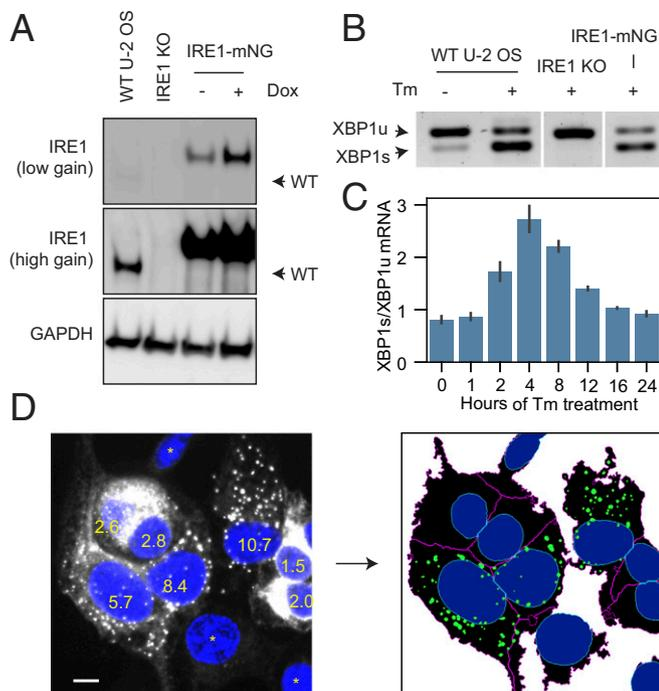 A
WT U-2 OS
IRE1 KO
IRE1-mNG
- + Dox
IRE1
(low gain)
WT
IRE1
(high gain)
WT
GAPDH
B
IRE1-mNG
WT U-2 OS
IRE1 KO
Tm - + + +
XBP1u
XBP1s
C
XBP1s/XBP1u mRNA
3
2
1
0
0 1 2 4 8 12 16 24
Hours of Tm treatment
D
*
2.6
2.8
10.7
1.5
5.7
8.4
2.0
*
*